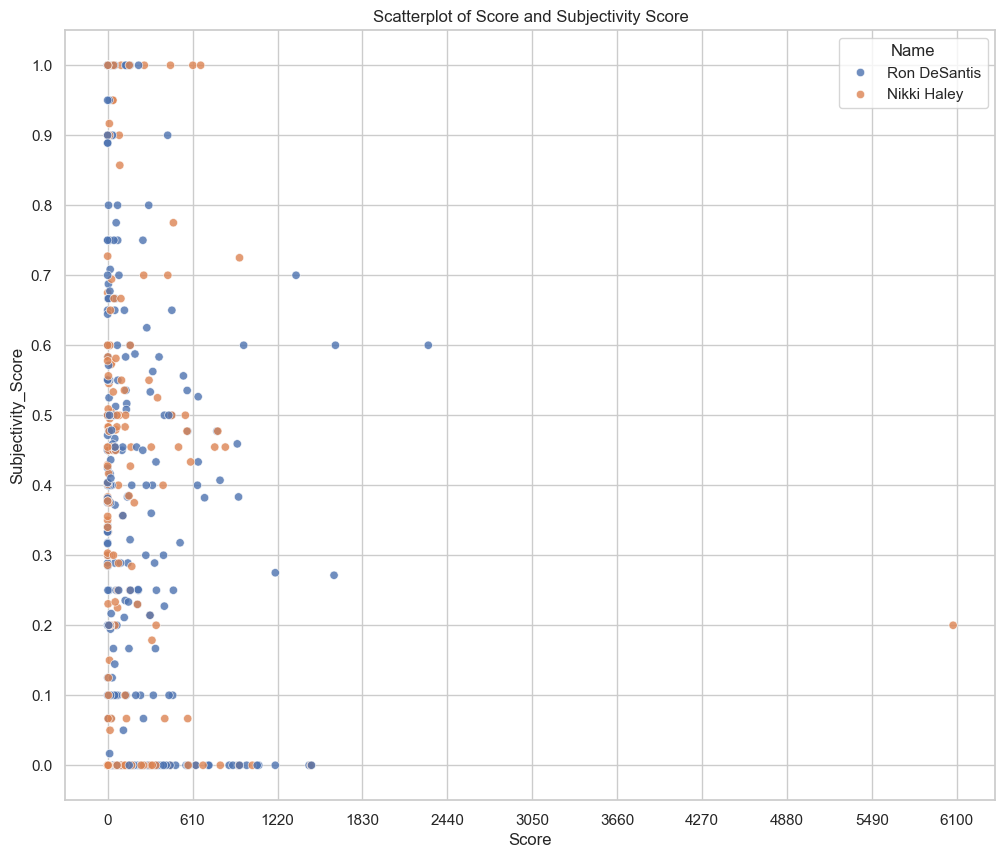 Scatterplot of Score and Subjectivity Score
Name
Ron DeSantis
Nikki Haley
Subjectivity_Score
1.0
0.9
0.8
0.7
0.6
0.5
0.4
0.3
0.2
0.1
0.0
0 610 1220 1830 2440 3050 3660 4270 4880 5490 6100
Score